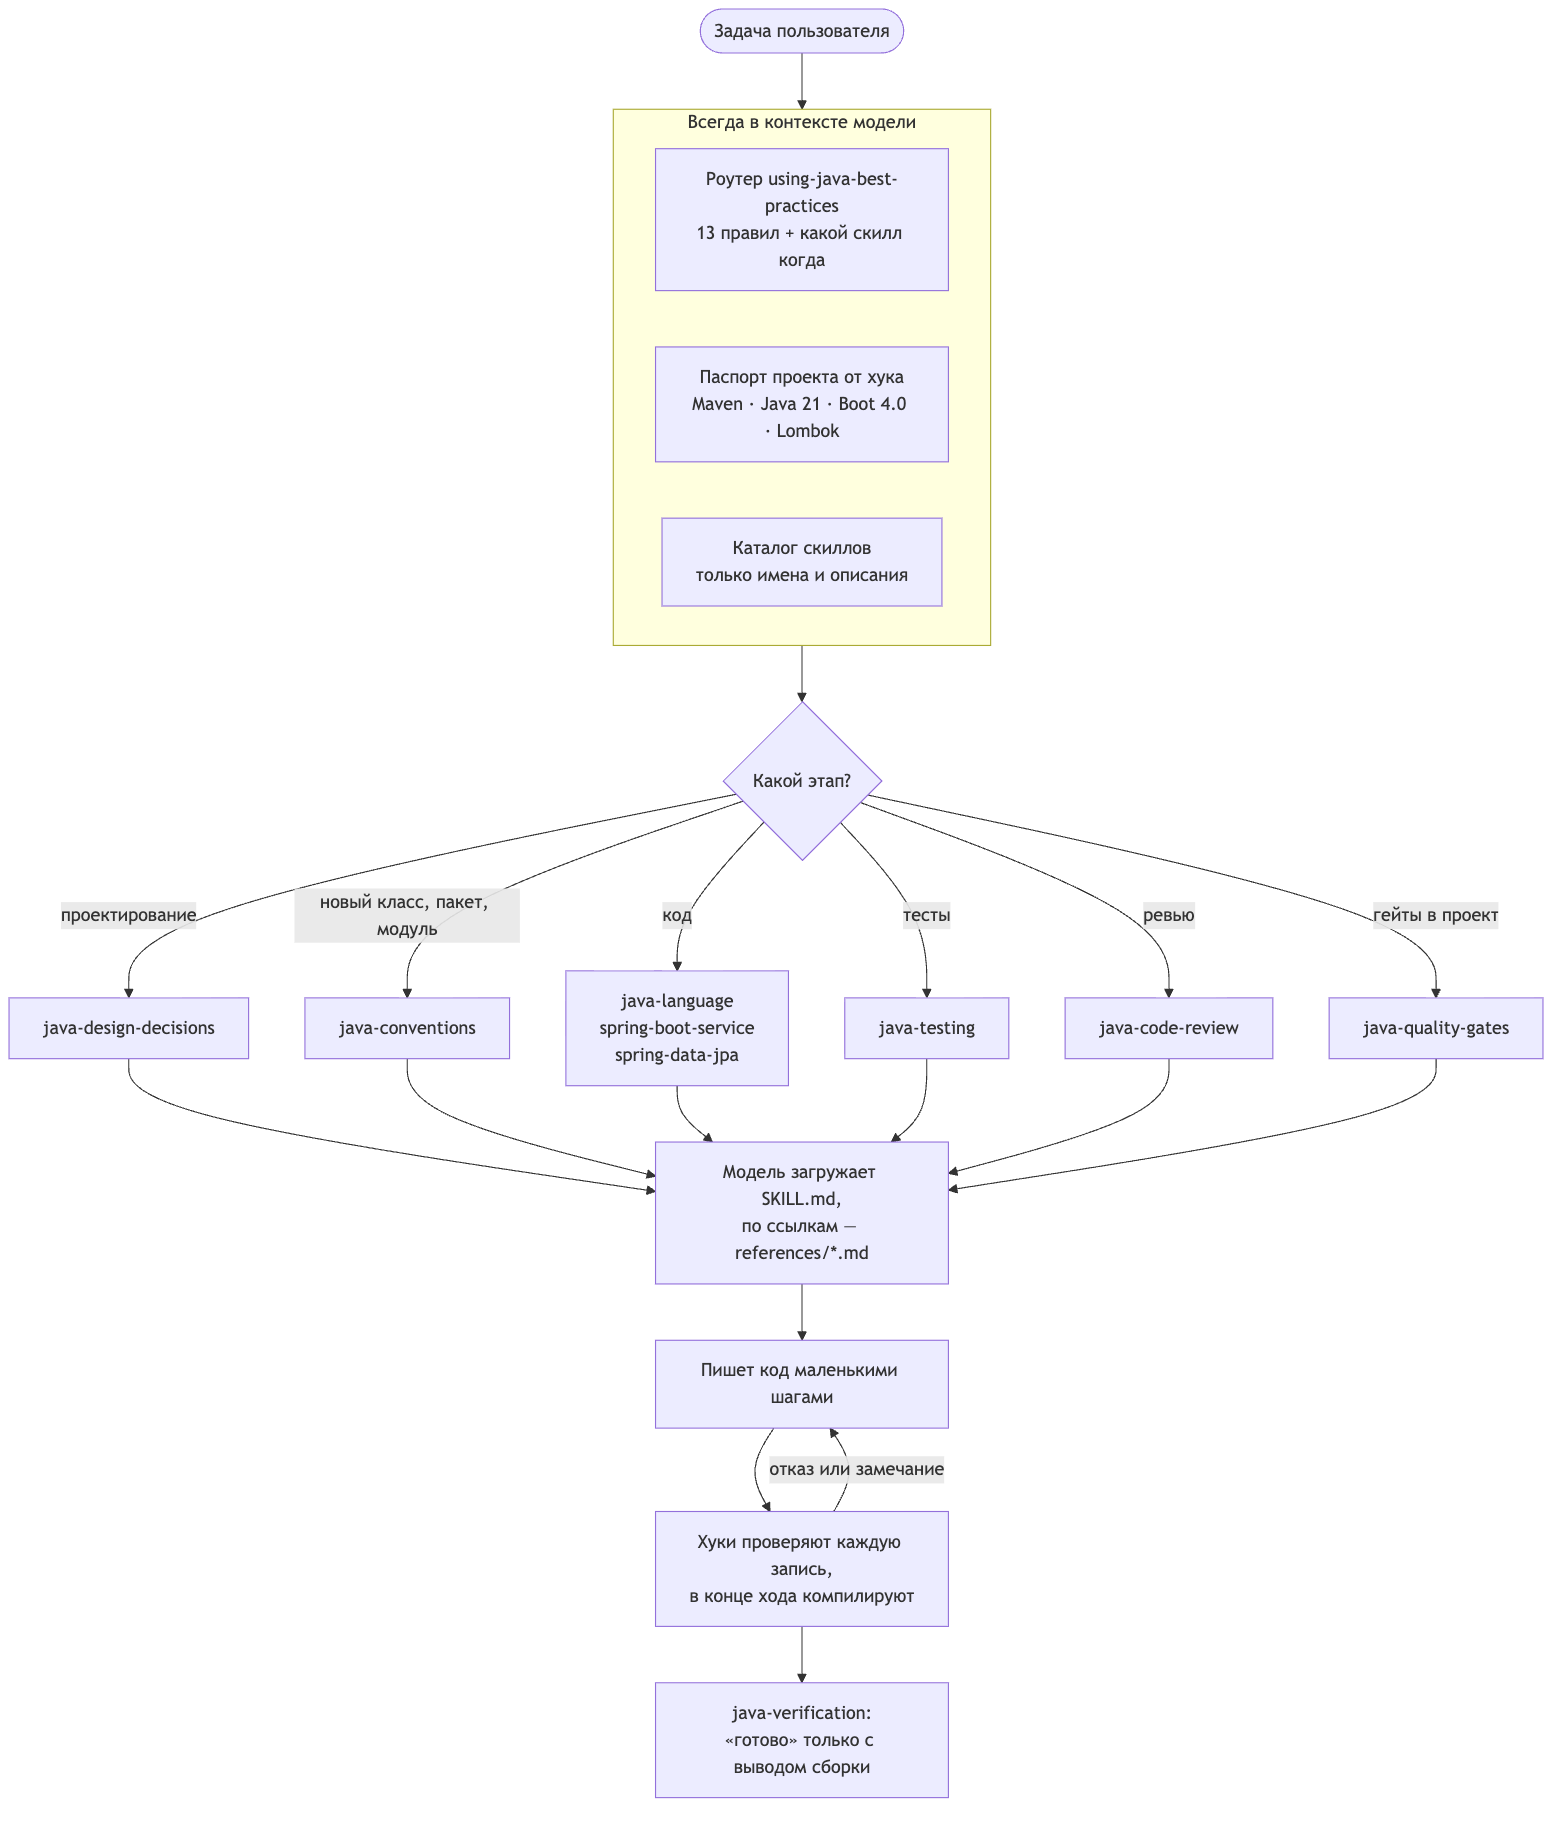 Задача пользователя
Всегда в контексте модели
Роутер using-java-best-
practices
13 правил + какой скилл
когда
Паспорт проекта от хука
Maven · Java 21 · Boot 4.0
· Lombok
Каталог скиллов
только имена и описания
Какой этап?
проектирование
новый класс, пакет,
модуль
код
тесты
ревью
гейты в проект
java-design-decisions
java-conventions
java-language
spring-boot-service
spring-data-jpa
java-testing
java-code-review
java-quality-gates
Модель загружает
SKILL.md,
по ссылкам —
references/*.md
Пишет код маленькими
шагами
отказ или замечание
Хуки проверяют каждую
запись,
в конце хода компилируют
java-verification:
«готово» только с
выводом сборки